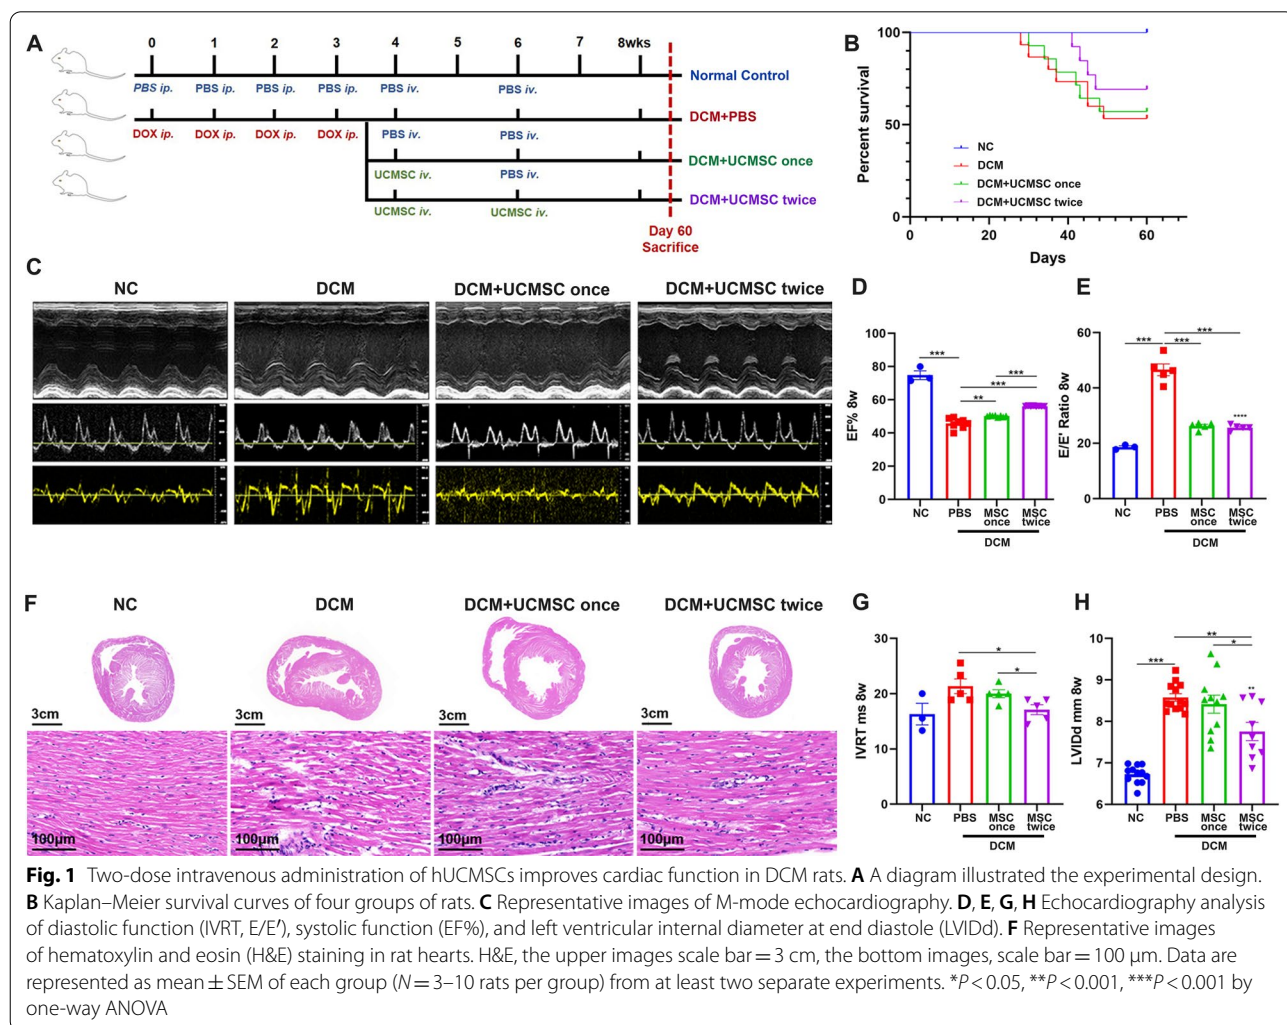 A
0 1 2 3 4 5 6 7 8wks
Normal Control
PBS ip. PBS ip. PBS ip. PBS ip. PBS iv. PBS iv.
DCM+PBS
DOX ip. DOX ip. DOX ip. DOX ip. PBS iv. PBS iv.
DCM+UCMSC once
UCMSC iv. PBS iv.
DCM+UCMSC twice
UCMSC iv. UCMSC iv.
Day 60
Sacrifice
B
Percent survival
100
50
0
0 20 40 60 80
Days
NC
DCM
DCM+UCMSC once
DCM+UCMSC twice
C
NC DCM DCM+UCMSC once DCM+UCMSC twice
D
EF% 8w
100
80
60
40
20
0
***
***
***
**
NC PBS MSC once MSC twice
DCM
E
E/E' Ratio 8w
60
40
20
0
***
*** ***
****
NC PBS MSC once MSC twice
DCM
F
NC DCM DCM+UCMSC once DCM+UCMSC twice
3cm 3cm 3cm 3cm
100µm 100µm 100µm 100µm
G
IVRT ms 8w
30
20
10
0
*
*
NC PBS MSC once MSC twice
DCM
H
LVIDd mm 8w
10
9
8
7
6
**
*
***
**
NC PBS MSC once MSC twice
DCM
Fig. 1 Two-dose intravenous administration of hUCMSCs improves cardiac function in DCM rats. A A diagram illustrated the experimental design.
B Kaplan–Meier survival curves of four groups of rats. C Representative images of M-mode echocardiography. D, E, G, H Echocardiography analysis
of diastolic function (IVRT, E/E′), systolic function (EF%), and left ventricular internal diameter at end diastole (LVIDd). F Representative images
of hematoxylin and eosin (H&E) staining in rat hearts. H&E, the upper images scale bar = 3 cm, the bottom images, scale bar = 100 µm. Data are
represented as mean ± SEM of each group (N = 3–10 rats per group) from at least two separate experiments. *P < 0.05, **P < 0.001, ***P < 0.001 by
one-way ANOVA